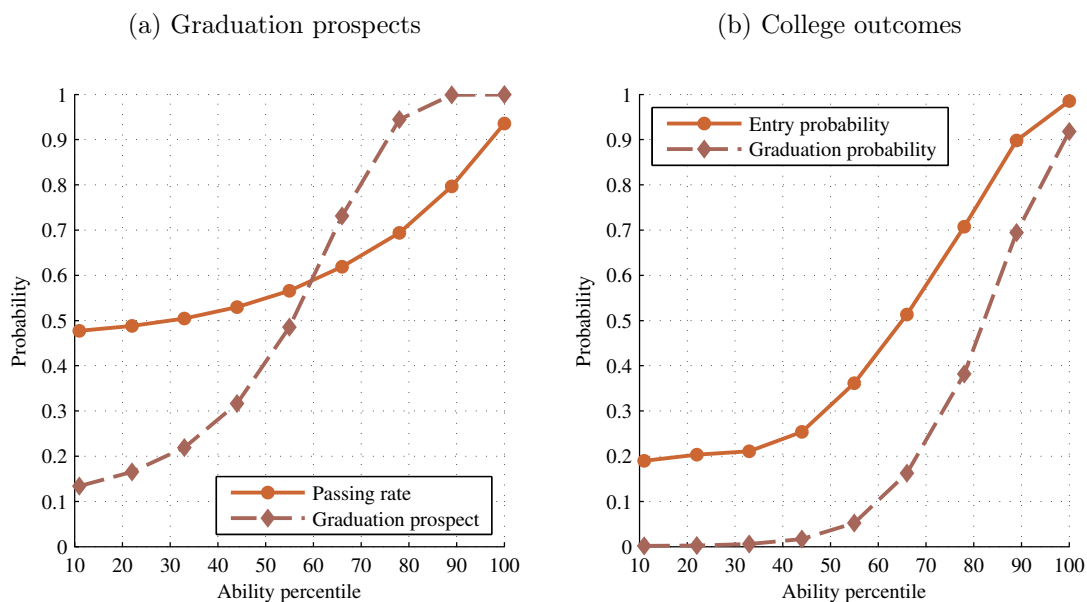 (a) Graduation prospects
1
0.9
0.8
0.7
0.6
0.5
0.4
0.3
0.2
0.1
0
Probability
Passing rate
Graduation prospect
10 20 30 40 50 60 70 80 90 100
Ability percentile
(b) College outcomes
1
0.9
0.8
0.7
0.6
0.5
0.4
0.3
0.2
0.1
0
Probability
Entry probability
Graduation probability
10 20 30 40 50 60 70 80 90 100
Ability percentile